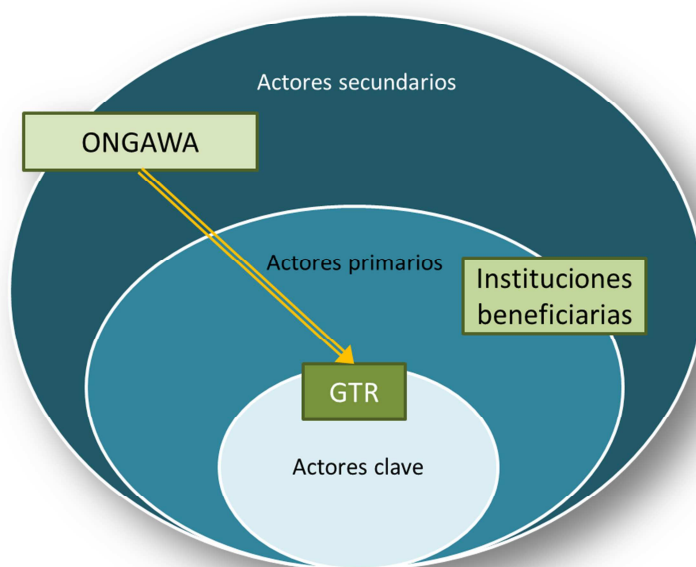 Actores secundarios
ONGAWA
Actores primarios
Instituciones
beneficiarias
GTR
Actores clave